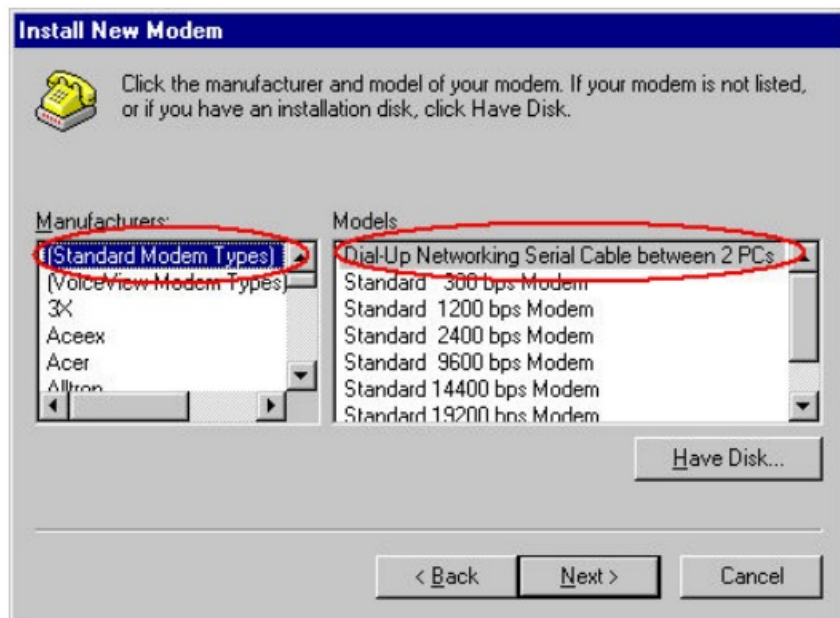 Install New Modem
Click the manufacturer and model of your modem. If your modem is not listed,
or if you have an installation disk, click Have Disk.
Manufacturers:
(Standard Modem Types)
(VoiceView Modem Types)
3X
Aceex
Acer
Alltron
Models
Dial-Up Networking Serial Cable between 2 PCs
Standard 300 bps Modem
Standard 1200 bps Modem
Standard 2400 bps Modem
Standard 9600 bps Modem
Standard 14400 bps Modem
Standard 19200 bps Modem
Have Disk...
< Back
Next >
Cancel